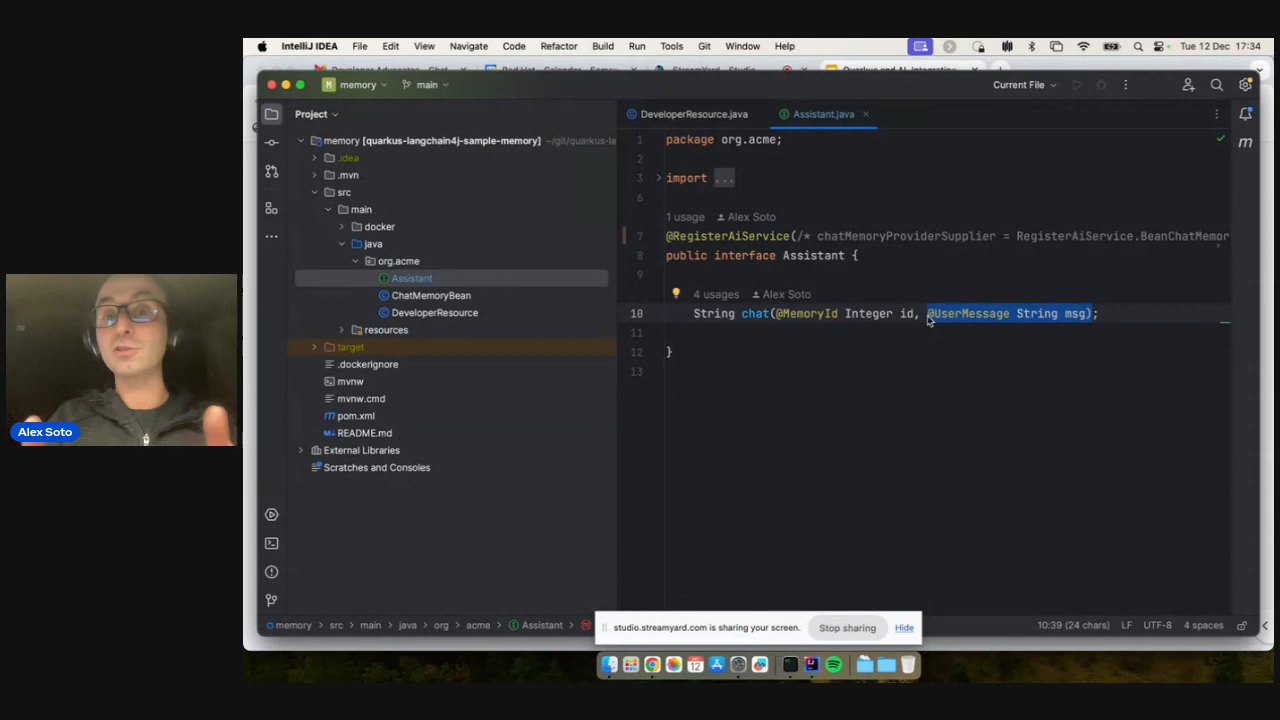 IntelliJ IDEA File Edit View Navigate Code Refactor Build Run Tools Git Window Help Tue 12 Dec 17:34
M memory main Current File
Project
DeveloperResource.java Assistant.java
memory [quarkus-langchain4j-sample-memory] ~/git/quarkus-la
.idea
.mvn
src
main
docker
java
org.acme
Assistant
ChatMemoryBean
DeveloperResource
resources
target
.dockerignore
mvnw
mvnw.cmd
pom.xml
README.md
External Libraries
Scratches and Consoles
1 package org.acme;
2
3 import ...
6
1 usage Alex Soto
7 @RegisterAiService(/* chatMemoryProviderSupplier = RegisterAiService.BeanChatMemor
8 public interface Assistant {
9
4 usages Alex Soto
10 String chat(@MemoryId Integer id, @UserMessage String msg);
11
12 }
13
Alex Soto
memory src main java org acme Assistant 10:39 (24 chars) LF UTF-8 4 spaces
studio.streamyard.com is sharing your screen. Stop sharing Hide